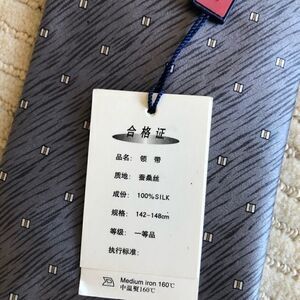 合格证
品名: 领带
质地: 蚕桑丝
成份: 100%SILK
规格: 142-148cm
等级: 一等品
执行标准:
Medium iron 160℃
中温熨160℃